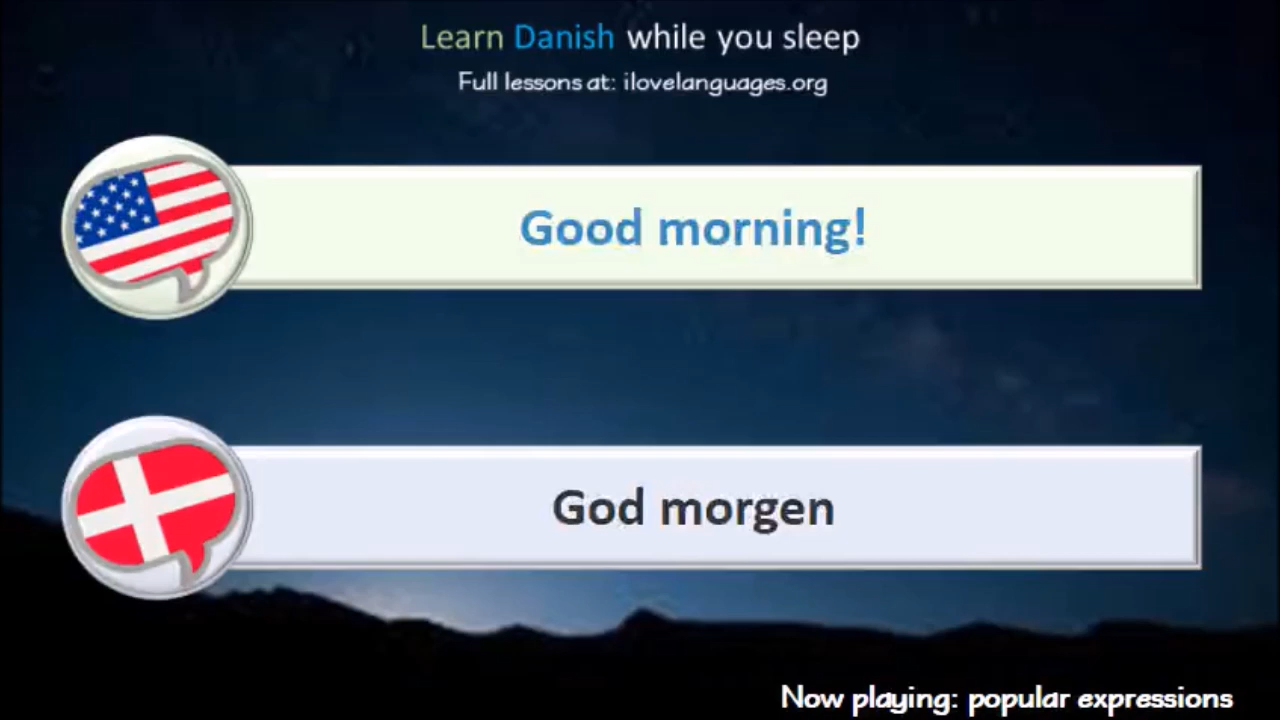 Learn Danish while you sleep
Full lessons at: ilovelanguages.org
Good morning!
God morgen
Now playing: popular expressions